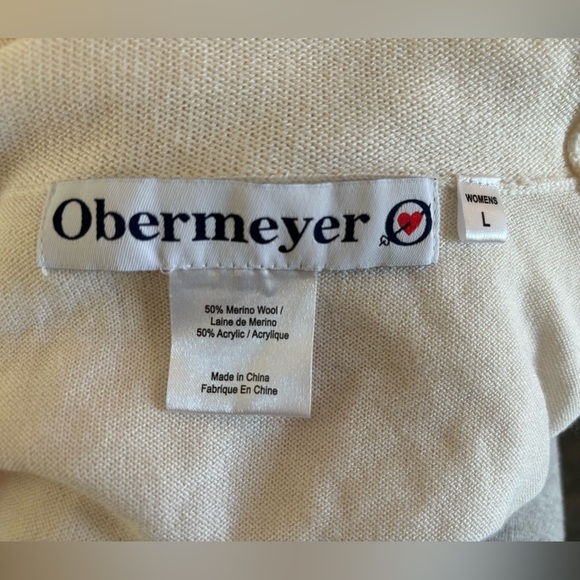 Obermeyer
WOMENS
L
50% Merino Wool /
Laine de Merino
50% Acrylic / Acrylique
Made in China
Fabrique En Chine